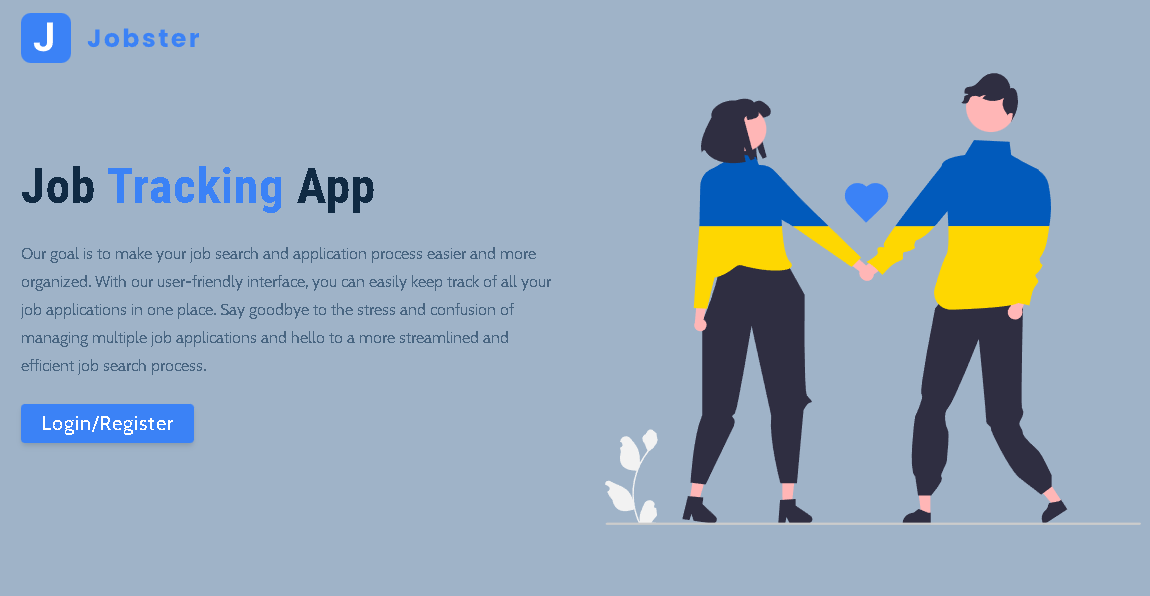 J Jobster
Job Tracking App
Our goal is to make your job search and application process easier and more
organized. With our user-friendly interface, you can easily keep track of all your
job applications in one place. Say goodbye to the stress and confusion of
managing multiple job applications and hello to a more streamlined and
efficient job search process.
Login/Register